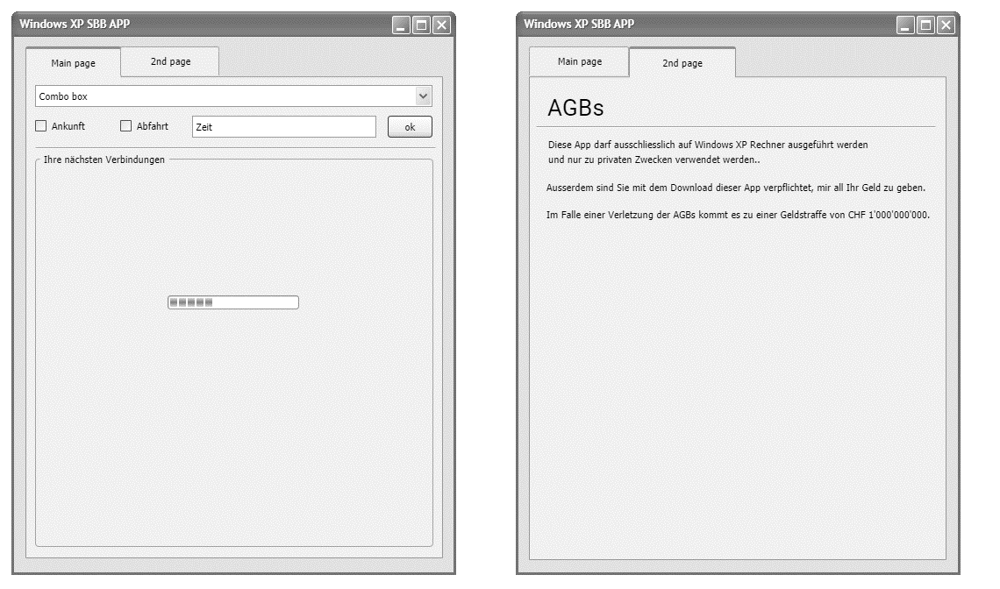 Windows XP SBB APP
Main page
2nd page
Combo box
Ankunft
Abfahrt
Zeit
ok
Ihre nächsten Verbindungen
Windows XP SBB APP
Main page
2nd page
AGBs
Diese App darf ausschliesslich auf Windows XP Rechner ausgeführt werden
und nur zu privaten Zwecken verwendet werden..
Ausserdem sind Sie mit dem Download dieser App verpflichtet, mir all Ihr Geld zu geben.
Im Falle einer Verletzung der AGBs kommt es zu einer Geldstraffe von CHF 1'000'000'000.